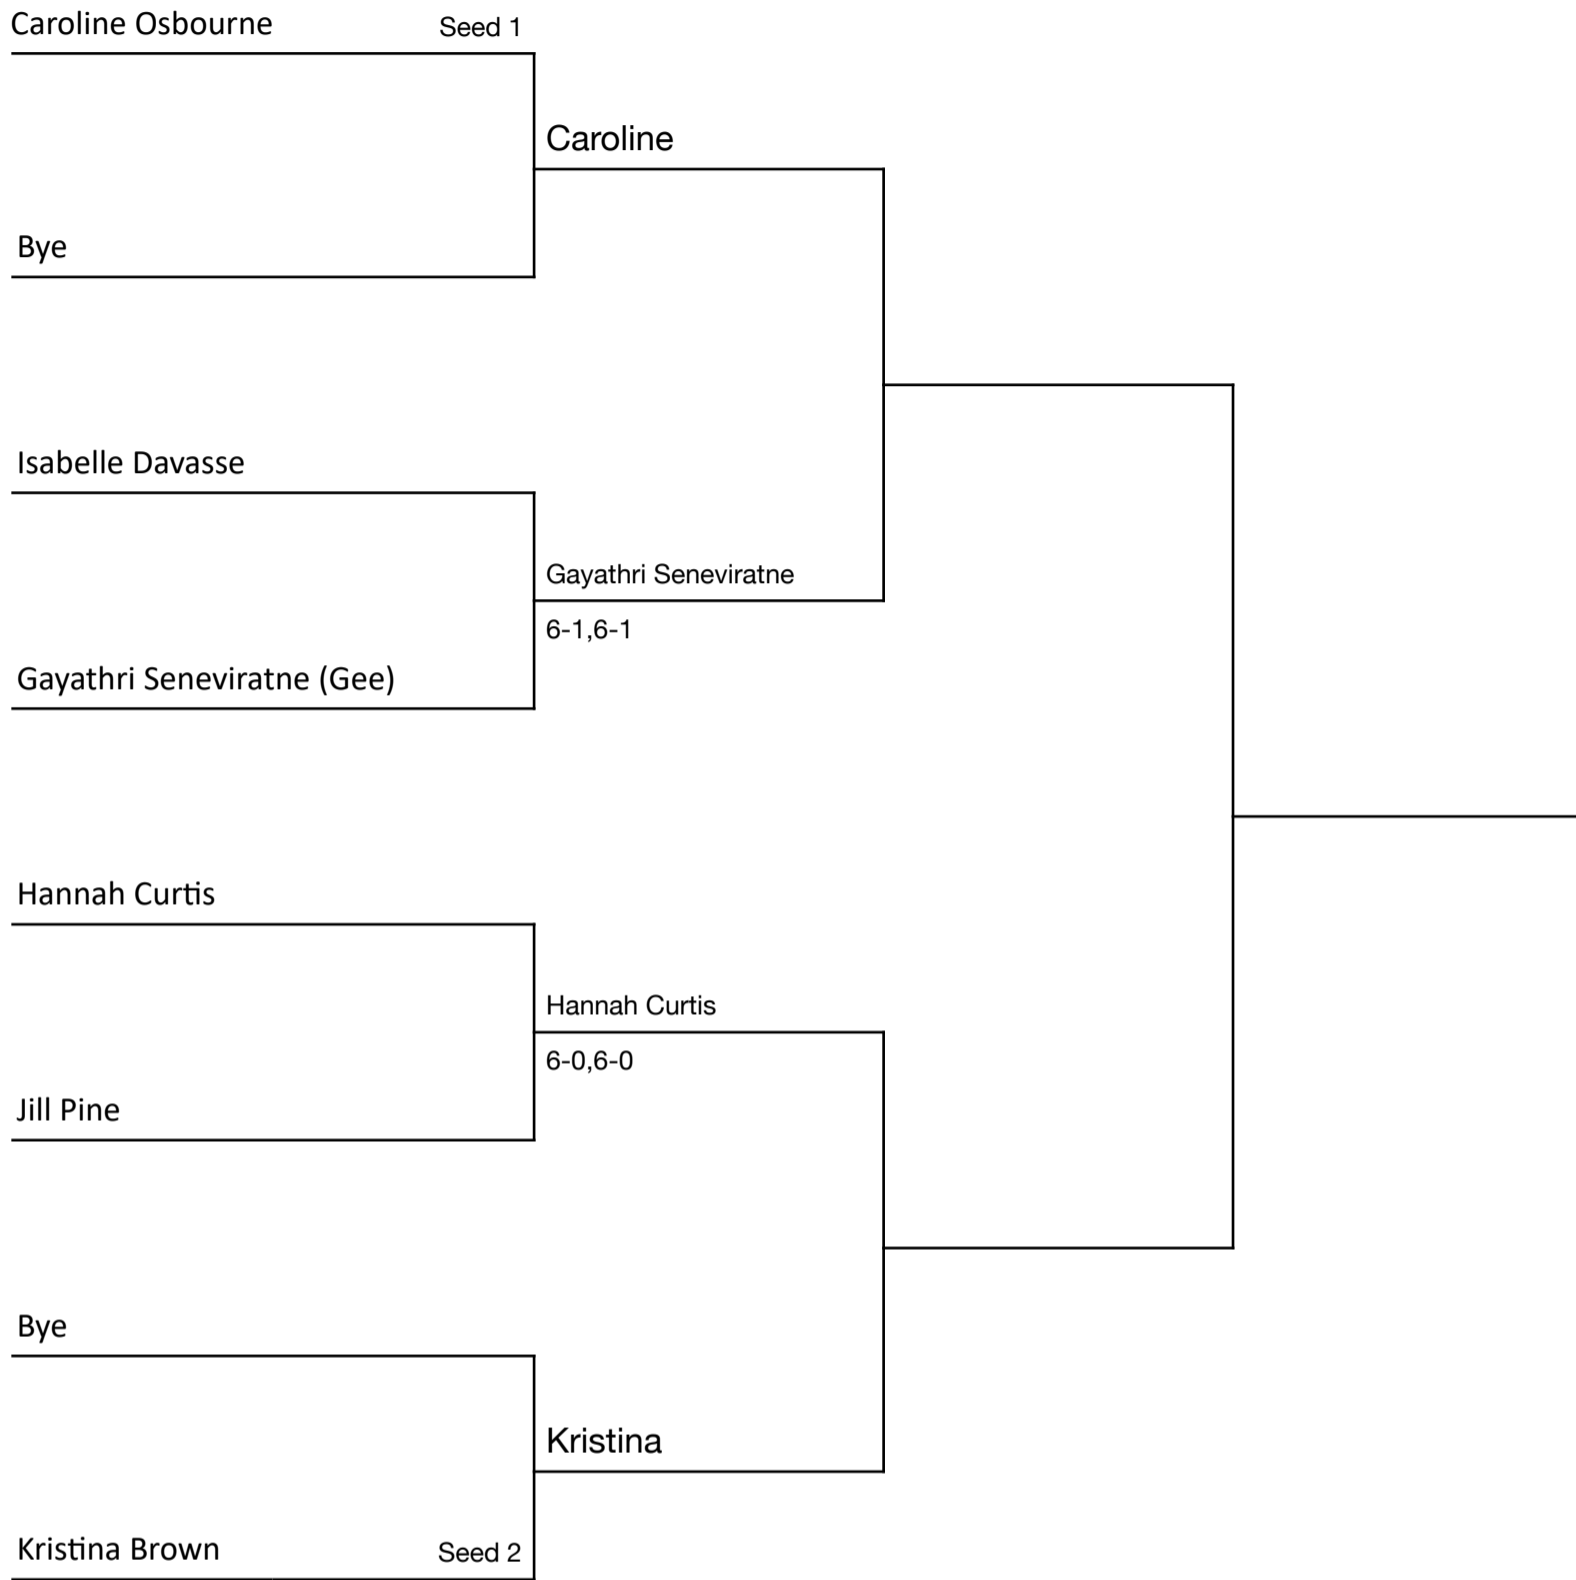 Caroline Osbourne Seed 1
Caroline
Bye
Isabelle Davasse
Gayathri Seneviratne
6-1,6-1
Gayathri Seneviratne (Gee)
Hannah Curtis
Hannah Curtis
6-0,6-0
Jill Pine
Bye
Kristina
Kristina Brown Seed 2